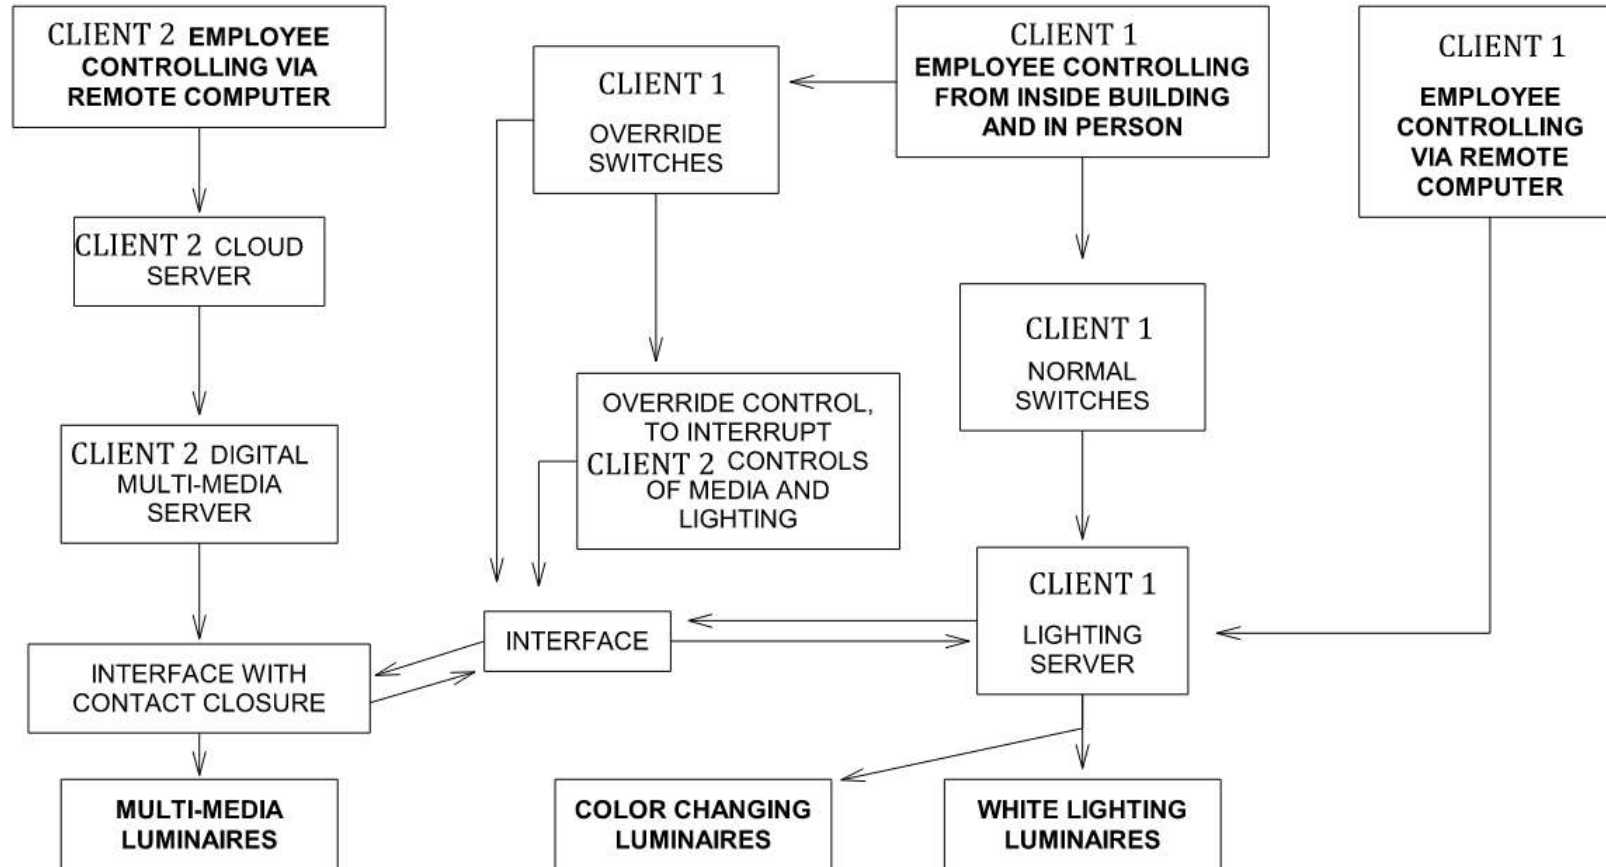 CLIENT 2 EMPLOYEE
CONTROLLING VIA
REMOTE COMPUTER
CLIENT 1
OVERRIDE
SWITCHES
CLIENT 1
EMPLOYEE CONTROLLING
FROM INSIDE BUILDING
AND IN PERSON
CLIENT 1
EMPLOYEE
CONTROLLING
VIA REMOTE
COMPUTER
CLIENT 2 CLOUD
SERVER
CLIENT 1
NORMAL
SWITCHES
OVERRIDE CONTROL,
TO INTERRUPT
CLIENT 2 CONTROLS
OF MEDIA AND
LIGHTING
CLIENT 2 DIGITAL
MULTI-MEDIA
SERVER
CLIENT 1
LIGHTING
SERVER
INTERFACE
INTERFACE WITH
CONTACT CLOSURE
MULTI-MEDIA
LUMINAIRES
COLOR CHANGING
LUMINAIRES
WHITE LIGHTING
LUMINAIRES